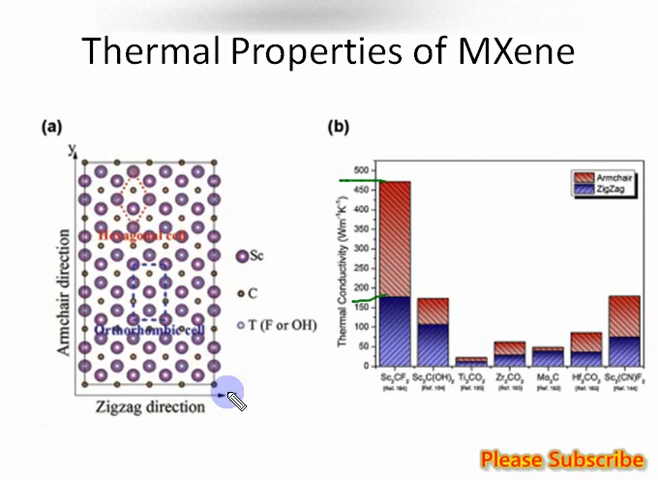 Thermal Properties of MXene
(a)
y
Armchair direction
Hexagonal cell
Orthorhombic cell
Zigzag direction
Sc
C
T (F or OH)
(b)
Thermal Conductivity (Wm⁻¹K⁻¹)
500
450
400
350
300
250
200
150
100
50
0
Armchair
ZigZag
Sc₂CF₂ Sc₂C(OH)₂ Ti₂CO₂ Zr₂CO₂ Mo₂C Hf₂CO₂ Sc₂(CN)F₂
Please Subscribe